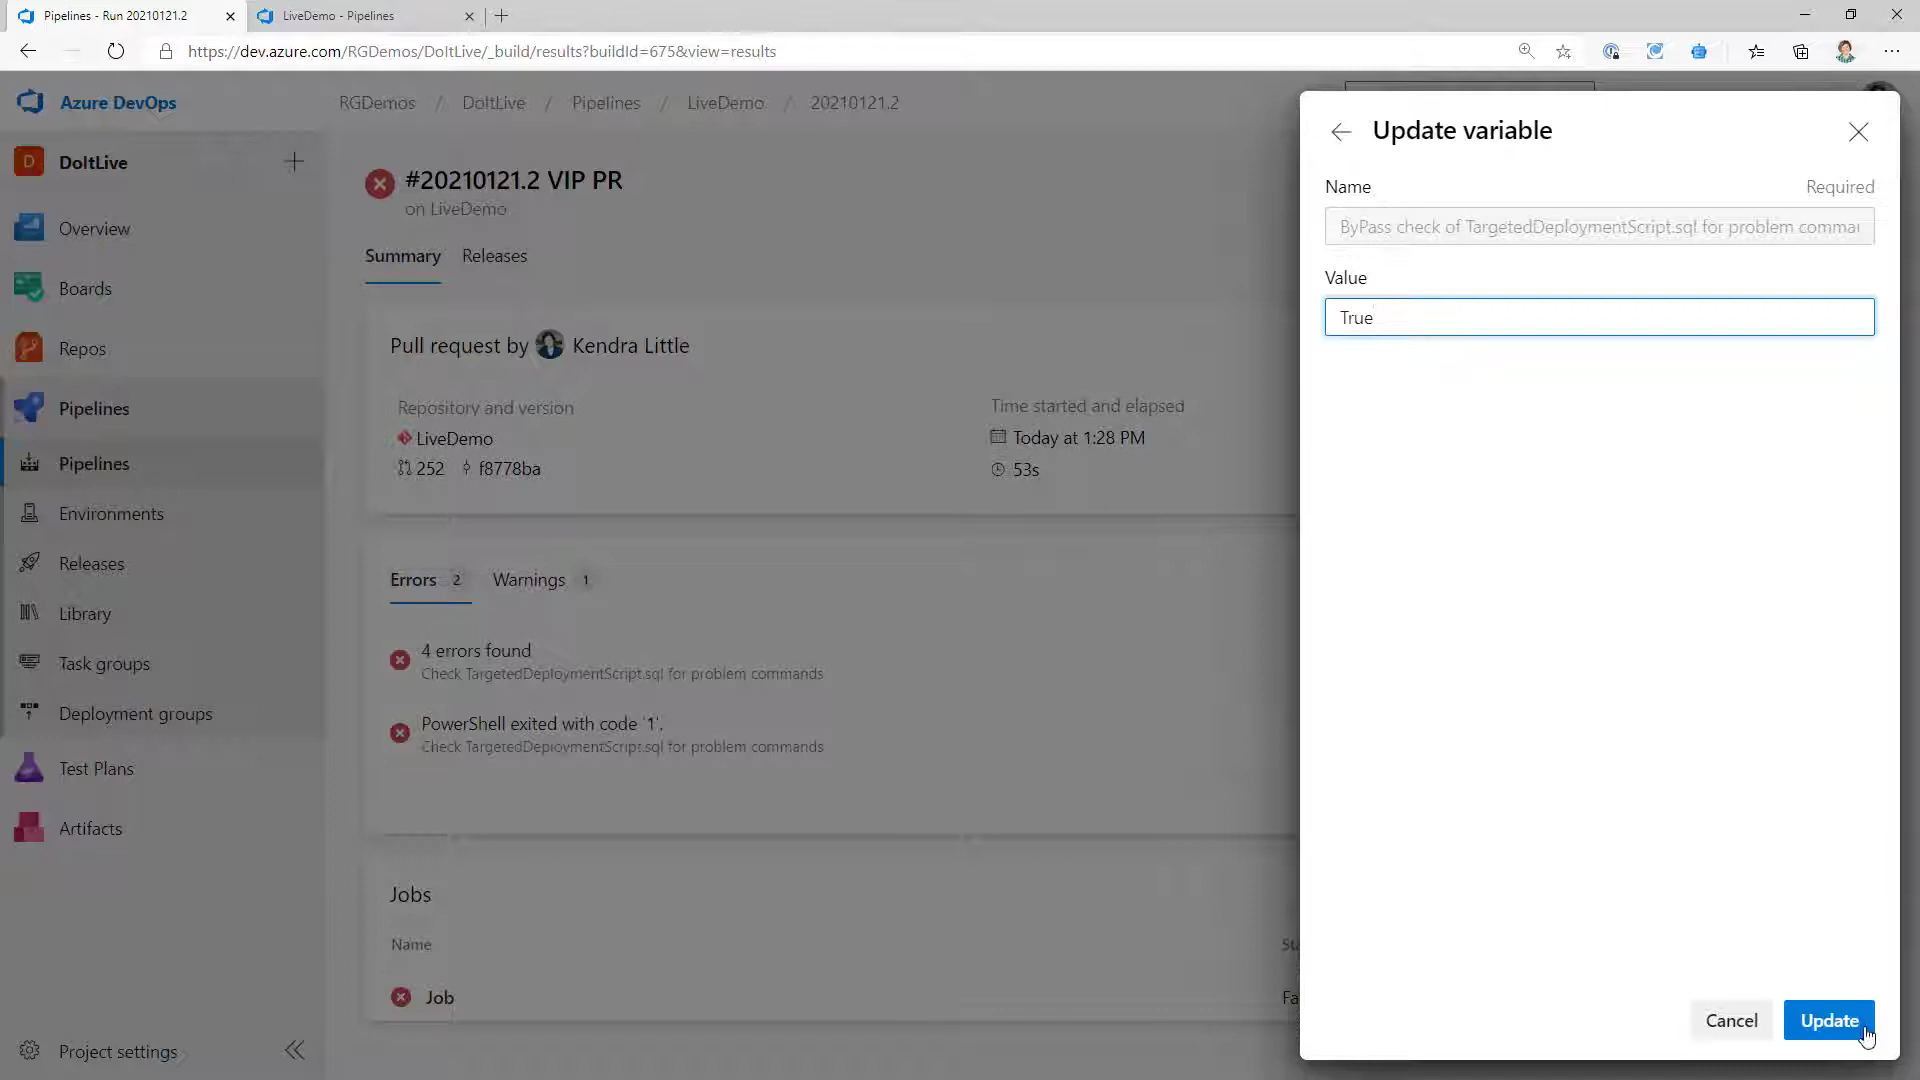 Pipelines - Run 20210121.2
LiveDemo - Pipelines
https://dev.azure.com/RGDemos/DoItLive/_build/results?buildId=675&view=results
Azure DevOps
RGDemos / DoItLive / Pipelines / LiveDemo / 20210121.2
D DoItLive
Overview
Boards
Repos
Pipelines
Pipelines
Environments
Releases
Library
Task groups
Deployment groups
Test Plans
Artifacts
Project settings
#20210121.2 VIP PR
on LiveDemo
Summary Releases
Pull request by Kendra Little
Repository and version
LiveDemo
252 f8778ba
Time started and elapsed
Today at 1:28 PM
53s
Errors 2 Warnings 1
4 errors found
Check TargetedDeploymentScript.sql for problem commands
PowerShell exited with code '1'.
Check TargetedDeploymentScript.sql for problem commands
Jobs
Name
Job
Update variable
Name Required
ByPass check of TargetedDeploymentScript.sql for problem
Value
True
Cancel Update